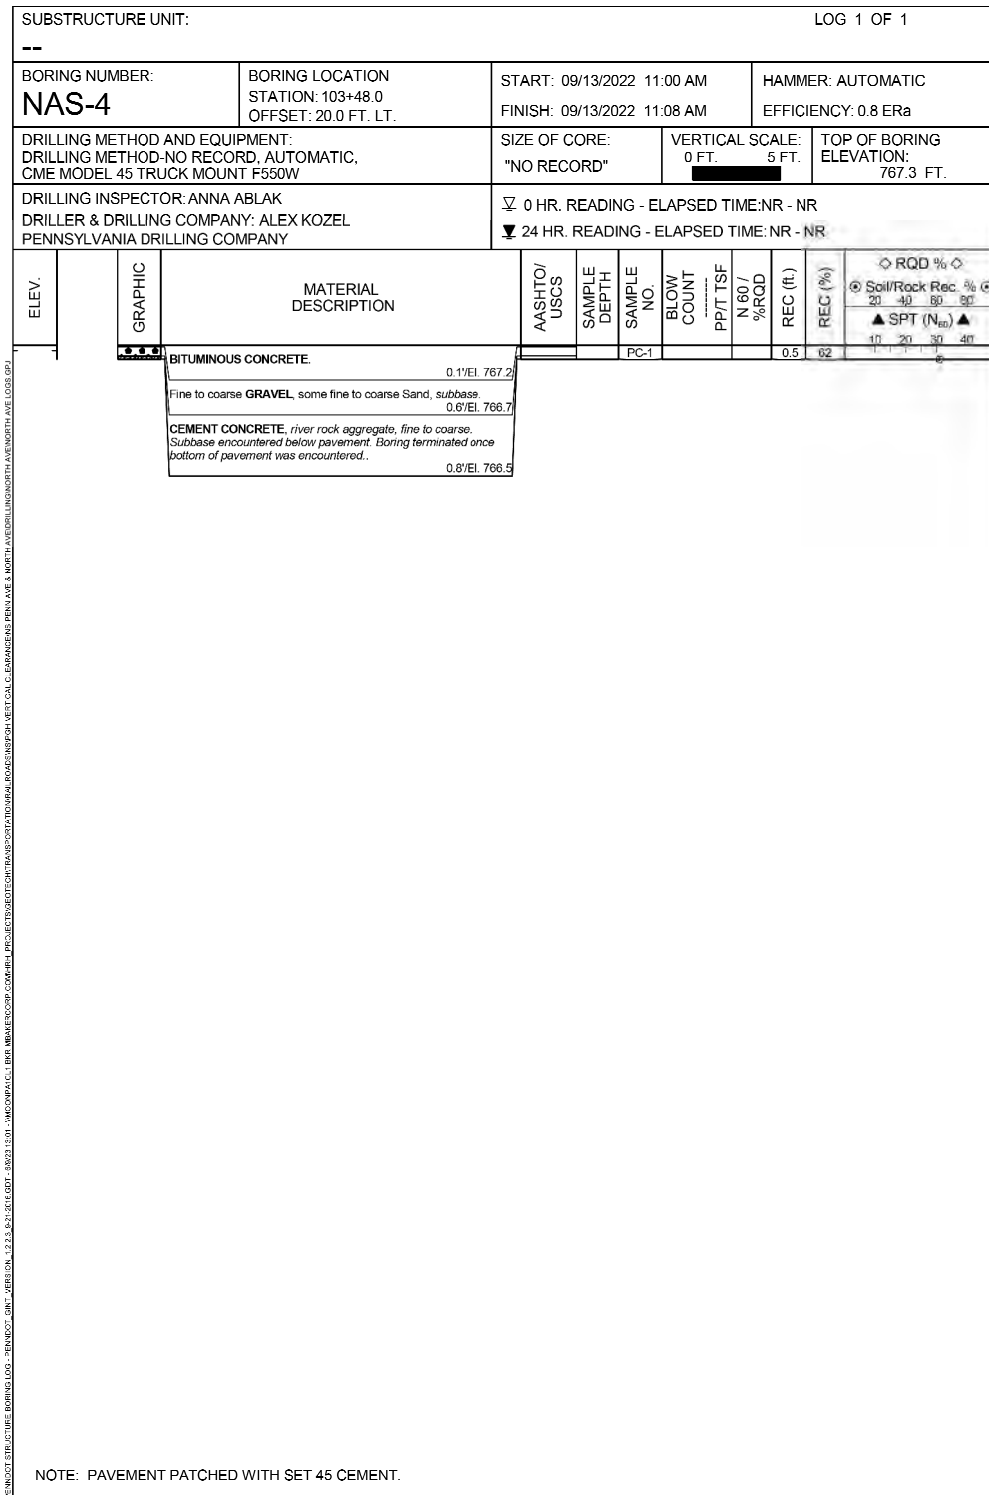 SUBSTRUCTURE UNIT:
LOG 1 OF 1
--
BORING NUMBER:
NAS-4
BORING LOCATION
STATION: 103+48.0
OFFSET: 20.0 FT. LT.
START: 09/13/2022 11:00 AM
FINISH: 09/13/2022 11:08 AM
HAMMER: AUTOMATIC
EFFICIENCY: 0.8 ERa
DRILLING METHOD AND EQUIPMENT:
DRILLING METHOD-NO RECORD, AUTOMATIC,
CME MODEL 45 TRUCK MOUNT F550W
SIZE OF CORE:
"NO RECORD"
VERTICAL SCALE:
0 FT. 5 FT.
TOP OF BORING
ELEVATION:
767.3 FT.
DRILLING INSPECTOR: ANNA ABLAK
DRILLER & DRILLING COMPANY: ALEX KOZEL
PENNSYLVANIA DRILLING COMPANY
0 HR. READING - ELAPSED TIME:NR - NR
24 HR. READING - ELAPSED TIME: NR - NR
ELEV.
GRAPHIC
MATERIAL
DESCRIPTION
AASHTO/
USCS
SAMPLE
DEPTH
SAMPLE
NO.
BLOW
COUNT
-------
PP/T TSF
N 60 /
%RQD
REC (ft.)
REC (%)
◇ RQD % ◇
Soil/Rock Rec. %
20 40 60 80
▲ SPT (N60) ▲
10 20 30 40
BITUMINOUS CONCRETE.
0.1'/El. 767.2
PC-1
0.5
62
Fine to coarse GRAVEL, some fine to coarse Sand, subbase.
0.6'/El. 766.7
CEMENT CONCRETE, river rock aggregate, fine to coarse.
Subbase encountered below pavement. Boring terminated once
bottom of pavement was encountered..
0.8'/El. 766.5
NOTE: PAVEMENT PATCHED WITH SET 45 CEMENT.